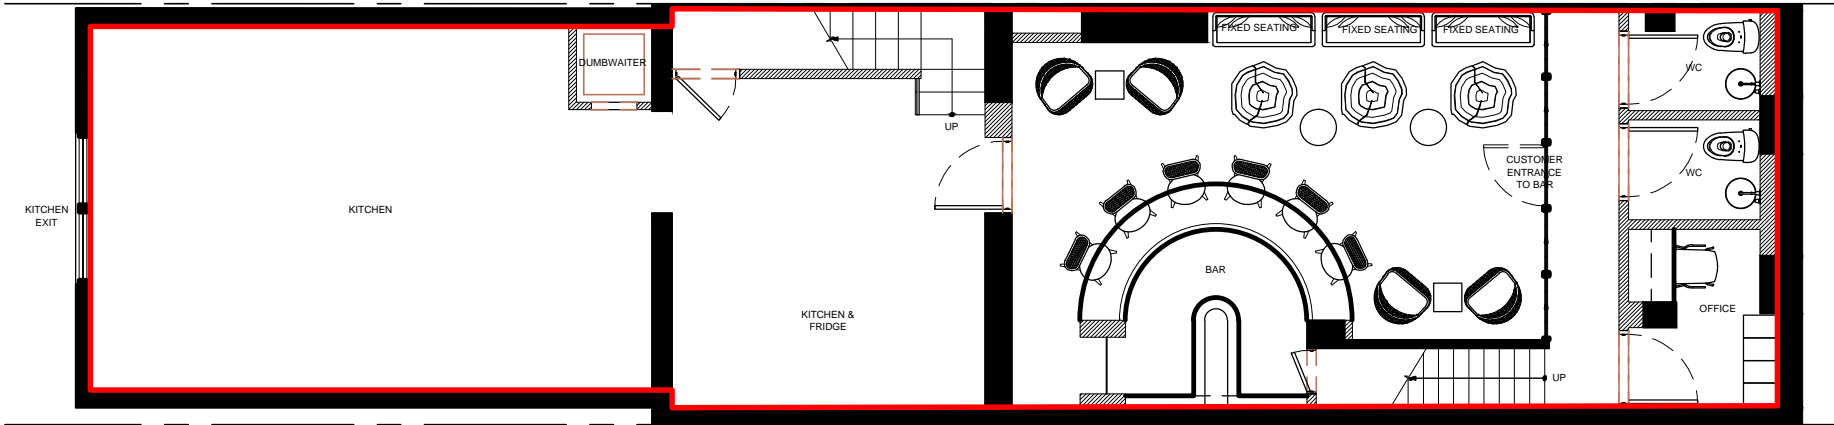 FIXED SEATING
FIXED SEATING
FIXED SEATING
DUMBWAITER
WC
UP
CUSTOMER
ENTRANCE
TO BAR
WC
KITCHEN
EXIT
KITCHEN
BAR
KITCHEN &
FRIDGE
OFFICE
UP